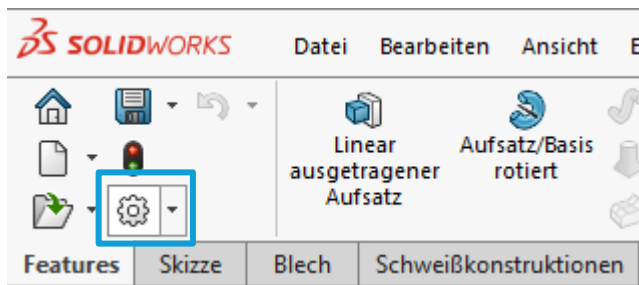 SOLIDWORKS
Datei Bearbeiten Ansicht
Linear
ausgetragener
Aufsatz
Aufsatz/Basis
rotiert
Features Skizze Blech Schweißkonstruktionen